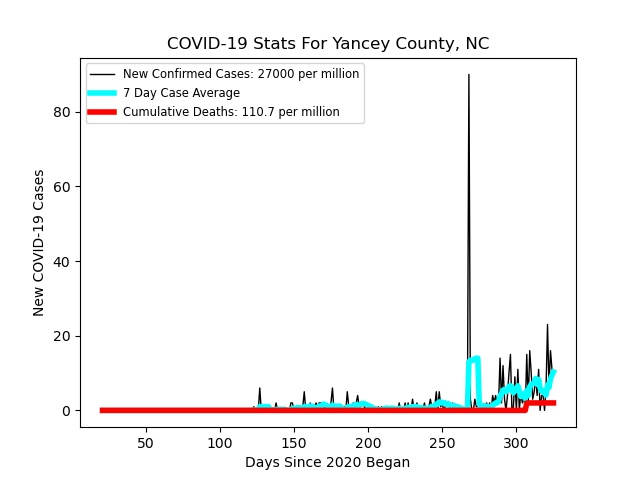 COVID-19 Stats For Yancey County, NC
New Confirmed Cases: 27000 per million
7 Day Case Average
Cumulative Deaths: 110.7 per million
New COVID-19 Cases
80
60
40
20
0
50 100 150 200 250 300
Days Since 2020 Began